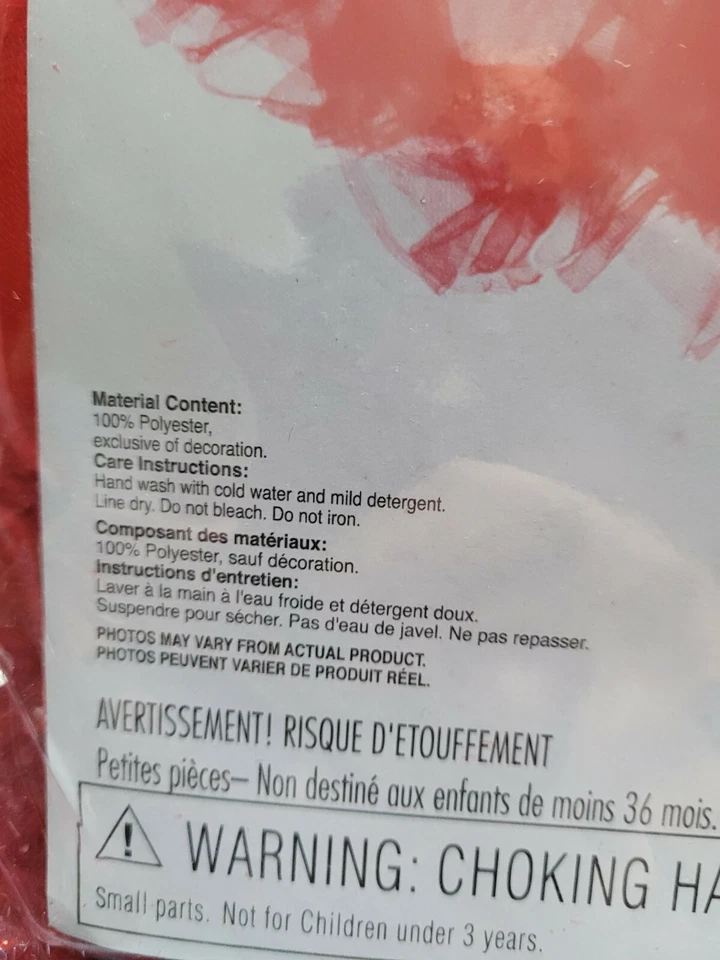 Material Content:
100% Polyester,
exclusive of decoration.
Care Instructions:
Hand wash with cold water and mild detergent.
Line dry. Do not bleach. Do not iron.
Composant des matériaux:
100% Polyester, sauf décoration.
Instructions d'entretien:
Laver à la main à l'eau froide et détergent doux.
Suspendre pour sécher. Pas d'eau de javel. Ne pas repasser.
PHOTOS MAY VARY FROM ACTUAL PRODUCT.
PHOTOS PEUVENT VARIER DE PRODUIT RÉEL.
AVERTISSEMENT! RISQUE D'ETOUFFEMENT
Petites pièces– Non destiné aux enfants de moins 36 mois.
WARNING: CHOKING HA
Small parts. Not for Children under 3 years.